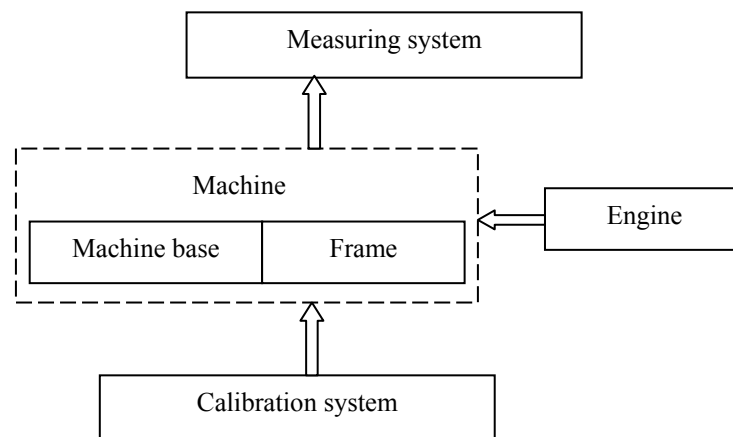 Measuring system
Machine
Engine
Machine base
Frame
Calibration system